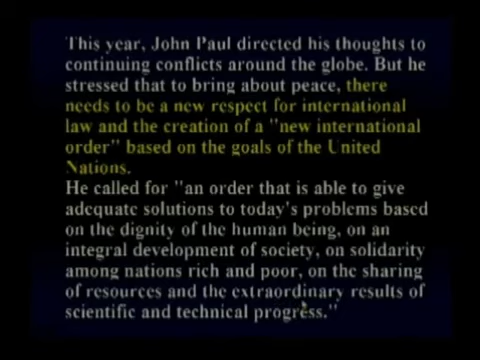 This year, John Paul directed his thoughts to
continuing conflicts around the globe. But he
stressed that to bring about peace, there
needs to be a new respect for international
law and the creation of a "new international
order" based on the goals of the United
Nations.
He called for "an order that is able to give
adequate solutions to today's problems based
on the dignity of the human being, on an
integral development of society, on solidarity
among nations rich and poor, on the sharing
of resources and the extraordinary results of
scientific and technical progress."